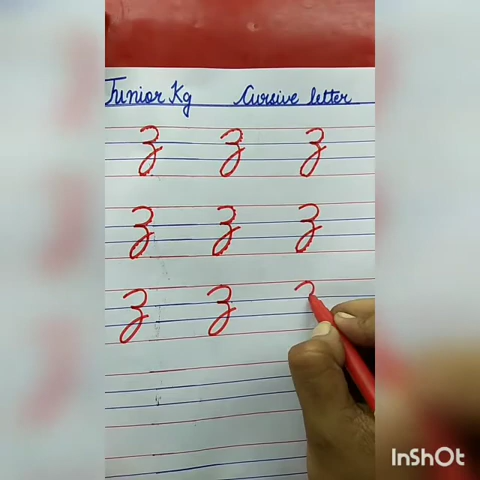 Junior Kg Cursive letter
Z Z Z
Z Z Z
Z Z
InShOt